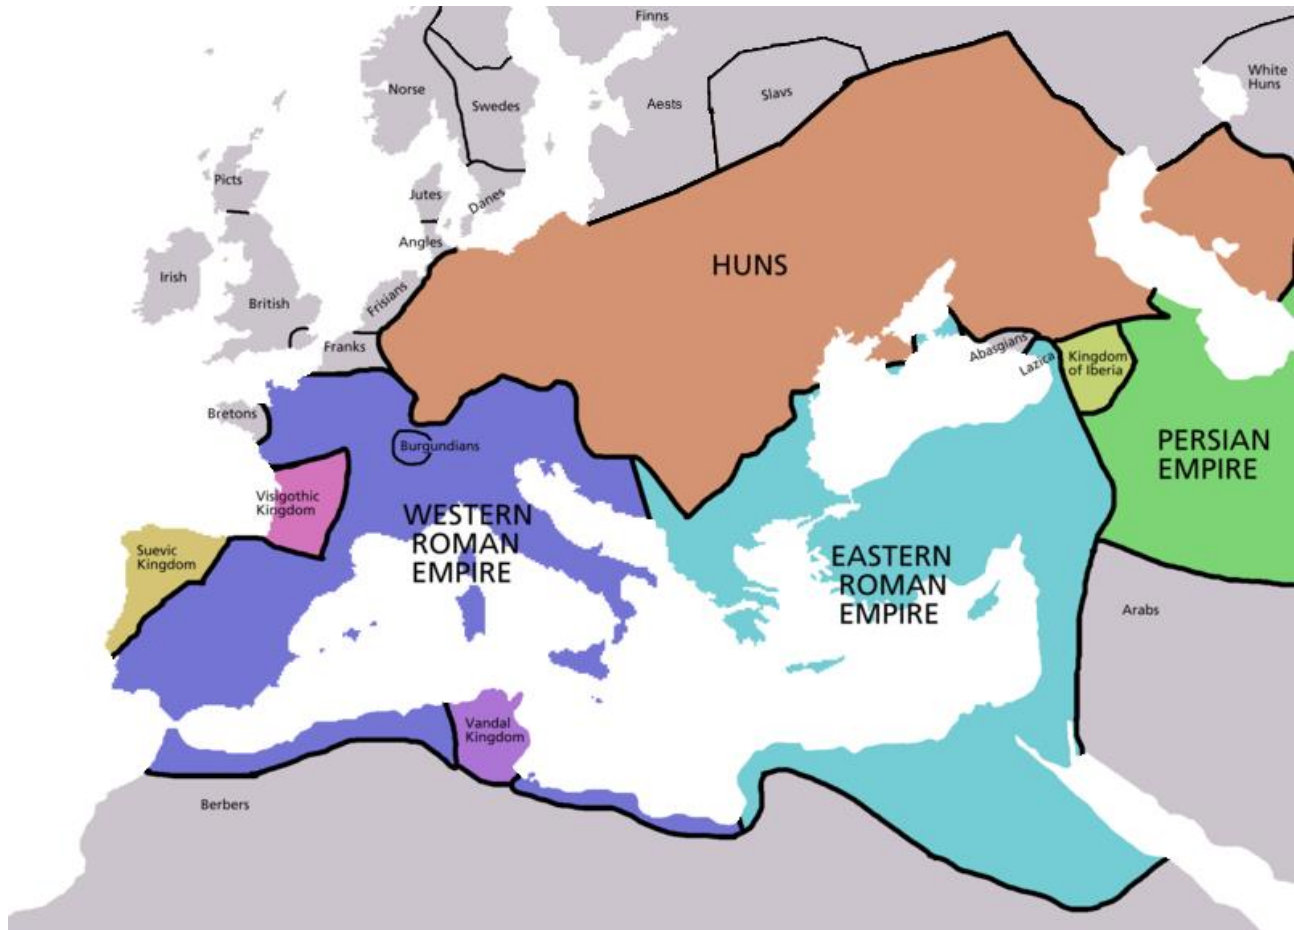 Finns
White
Huns
Norse
Swedes
Aests
Slavs
Picts
Jutes
Danes
Angles
HUNS
Irish
British
Frisians
Franks
Abasgians
Lazica
Kingdom
of Iberia
Bretons
Burgundians
PERSIAN
EMPIRE
Visigothic
Kingdom
WESTERN
ROMAN
EMPIRE
Suevic
Kingdom
EASTERN
ROMAN
EMPIRE
Arabs
Vandal
Kingdom
Berbers